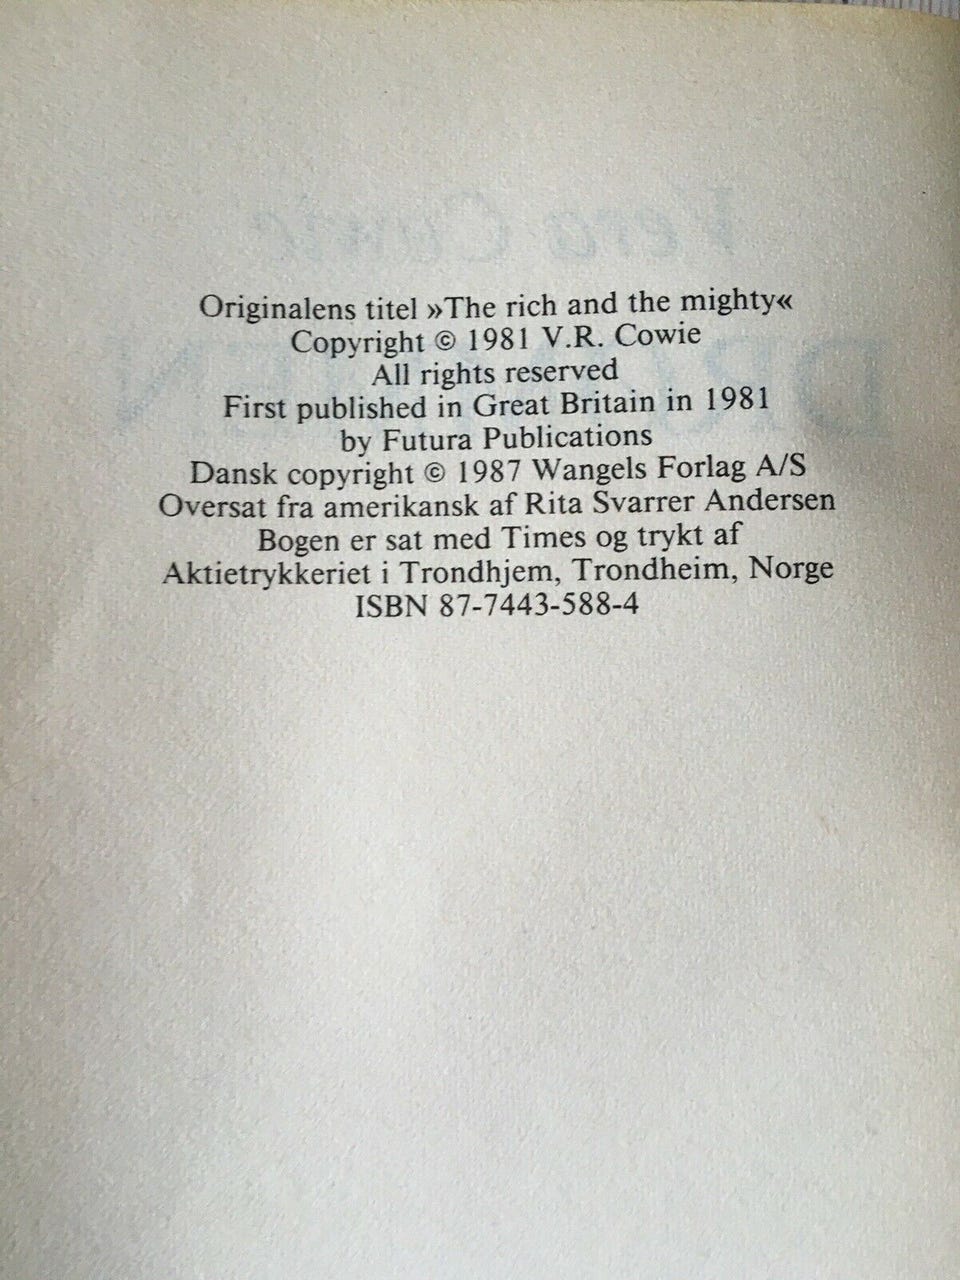 Originalens titel »The rich and the mighty«
Copyright © 1981 V.R. Cowie
All rights reserved
First published in Great Britain in 1981
by Futura Publications
Dansk copyright © 1987 Wangels Forlag A/S
Oversat fra amerikansk af Rita Svarrer Andersen
Bogen er sat med Times og trykt af
Aktietrykkeriet i Trondhjem, Trondheim, Norge
ISBN 87-7443-588-4